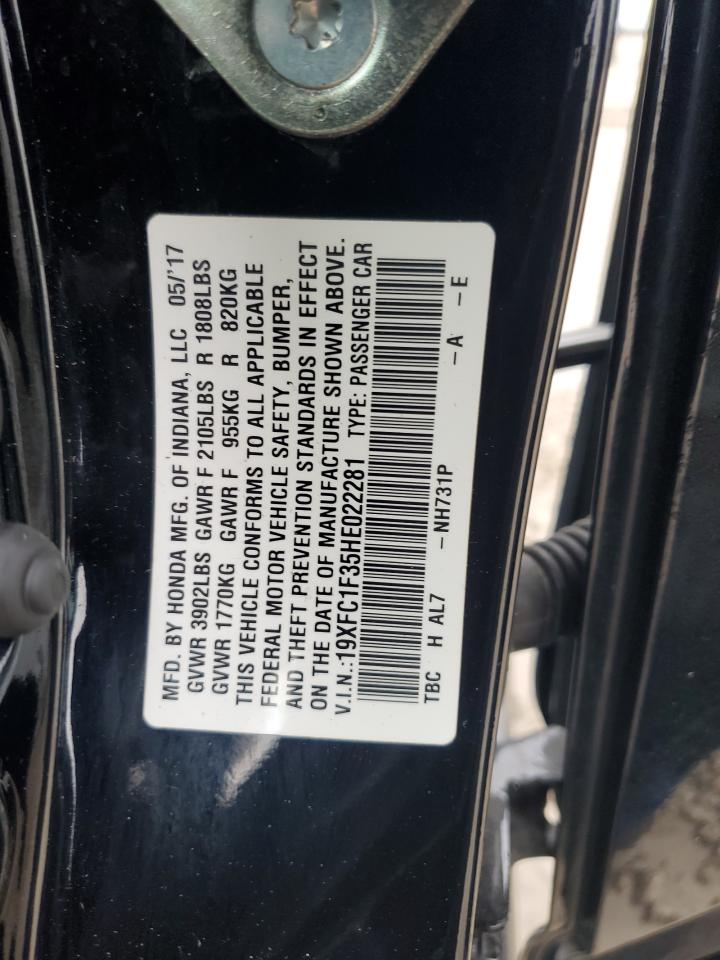 MFD. BY HONDA MFG. OF INDIANA, LLC 05/'17
GVWR 3902LBS GAWR F 2105LBS R 1808LBS
GVWR 1770KG GAWR F 955KG R 820KG
THIS VEHICLE CONFORMS TO ALL APPLICABLE
FEDERAL MOTOR VEHICLE SAFETY, BUMPER,
AND THEFT PREVENTION STANDARDS IN EFFECT
ON THE DATE OF MANUFACTURE SHOWN ABOVE.
V.I.N.:19XFC1F35HE022281 TYPE: PASSENGER CAR
TBC H AL7 –NH731P –A –E